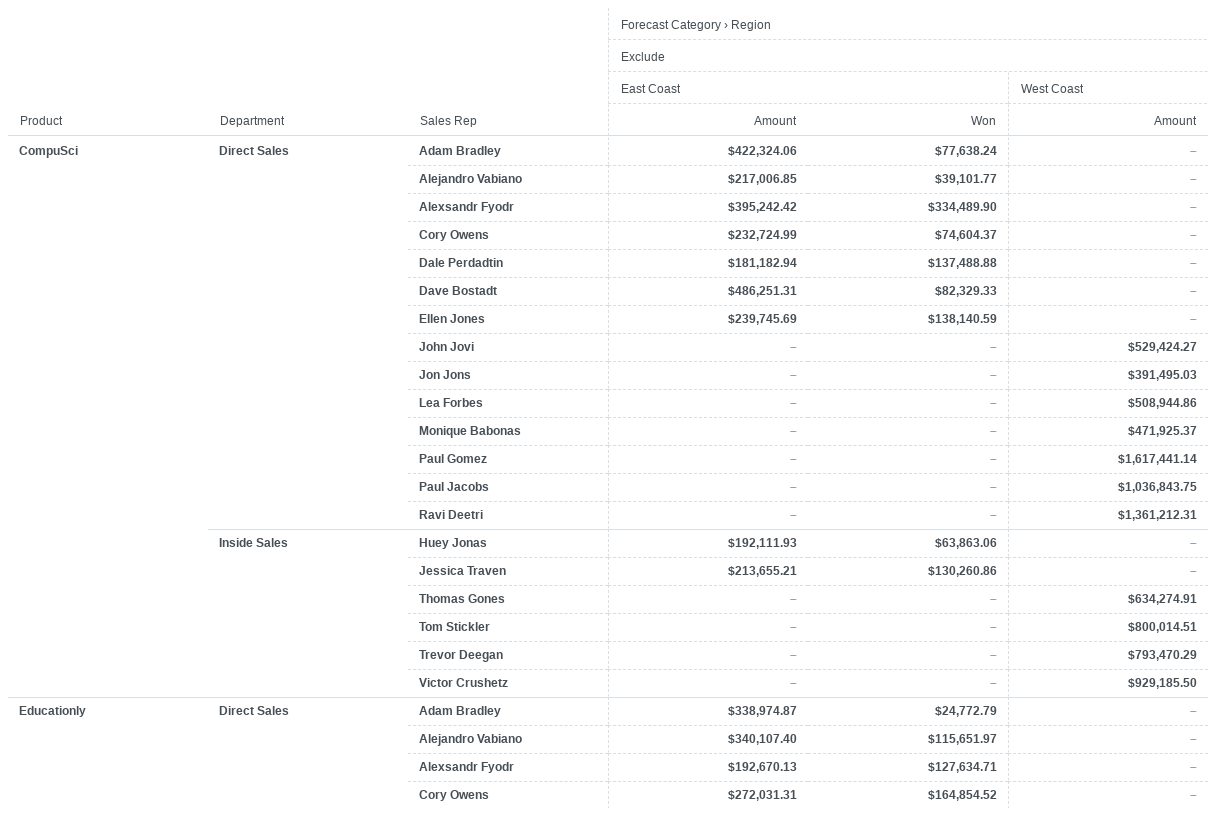 Forecast Category › Region
Exclude
East Coast West Coast
Product Department Sales Rep Amount Won Amount
CompuSci Direct Sales Adam Bradley $422,324.06 $77,638.24 –
Alejandro Vabiano $217,006.85 $39,101.77 –
Alexsandr Fyodr $395,242.42 $334,489.90 –
Cory Owens $232,724.99 $74,604.37 –
Dale Perdadtin $181,182.94 $137,488.88 –
Dave Bostadt $486,251.31 $82,329.33 –
Ellen Jones $239,745.69 $138,140.59 –
John Jovi – – $529,424.27
Jon Jons – – $391,495.03
Lea Forbes – – $508,944.86
Monique Babonas – – $471,925.37
Paul Gomez – – $1,617,441.14
Paul Jacobs – – $1,036,843.75
Ravi Deetri – – $1,361,212.31
Inside Sales Huey Jonas $192,111.93 $63,863.06 –
Jessica Traven $213,655.21 $130,260.86 –
Thomas Gones – – $634,274.91
Tom Stickler – – $800,014.51
Trevor Deegan – – $793,470.29
Victor Crushetz – – $929,185.50
Educationly Direct Sales Adam Bradley $338,974.87 $24,772.79 –
Alejandro Vabiano $340,107.40 $115,651.97 –
Alexsandr Fyodr $192,670.13 $127,634.71 –
Cory Owens $272,031.31 $164,854.52 –